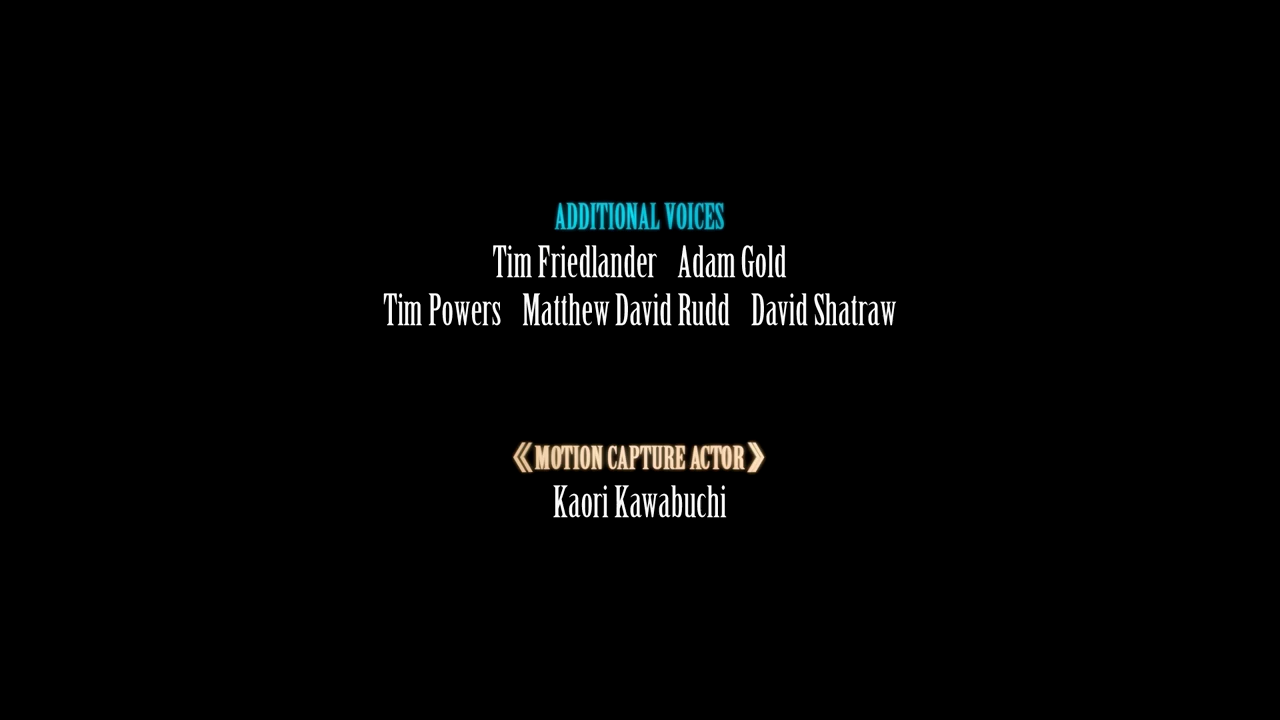 ADDITIONAL VOICES
Tim Friedlander Adam Gold
Tim Powers Matthew David Rudd David Shatraw
《MOTION CAPTURE ACTOR》
Kaori Kawabuchi